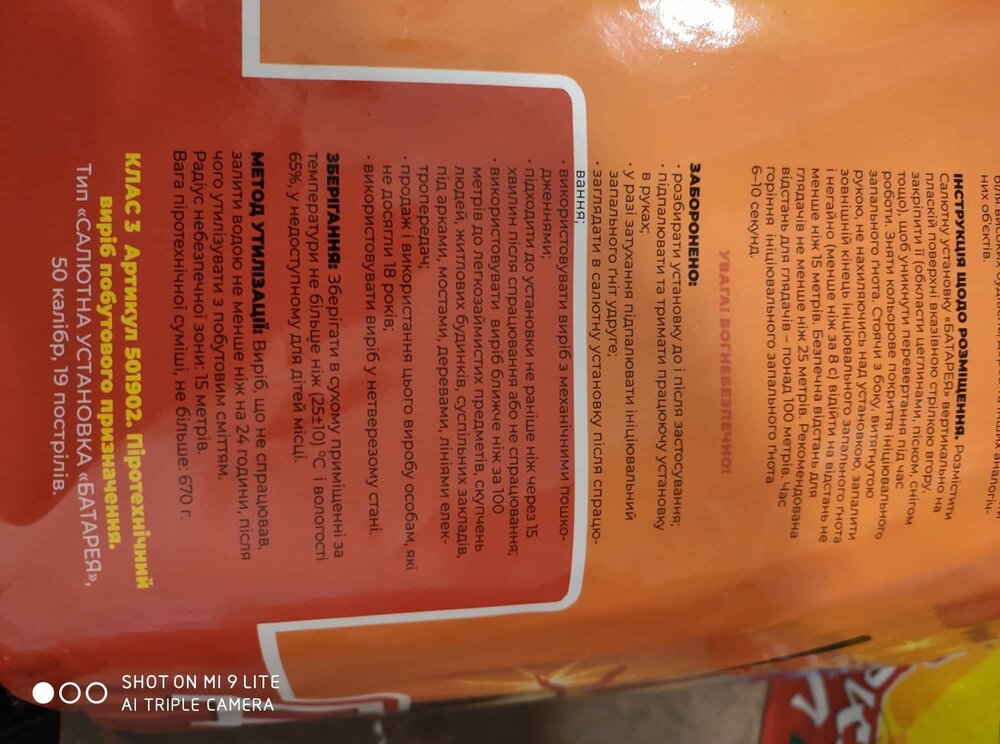 них об'єктів.
ІНСТРУКЦІЯ ЩОДО РОЗМІЩЕННЯ. Розмістити
Салютну установку «БАТАРЕЯ» вертикально на
пласкій поверхні вказівною стрілкою вгору,
закріпити її (обкласти цеглинами, піском, снігом
тощо), щоб уникнути перевертання під час
роботи. Зняти кольорове покриття ініціювального
запального ґнота. Стоячи з боку, витягнутою
рукою, не нахиляючись над установкою, запалити
зовнішній кінець ініціювального запального ґнота
і негайно (не менше ніж за 8 с) відійти на відстань не
менше ніж 15 метрів. Безпечна відстань для
глядачів не менше ніж 25 метрів. Рекомендована
відстань для глядачів – понад 100 метрів. Час
горіння ініціювального запального ґнота
6-10 секунд.
УВАГА! ВОГНЕБЕЗПЕЧНО!
ЗАБОРОНЕНО:
· розбирати установку до і після застосування;
· підпалювати та тримати працюючу установку
в руках;
· у разі затухання підпалювати ініціювальний
запальний ґніт удруге;
· заглядати в салютну установку після спрацю-
вання;
· використовувати виріб з механічними пошко-
дженнями;
· підходити до установки не раніше ніж через 15
хвилин після спрацювання або не спрацювання;
· використовувати виріб ближче ніж за 100
метрів до легкозаймистих предметів, скупчень
людей, житлових будинків, суспільних закладів,
під арками, мостами, деревами, лініями елек-
тропередач;
· продаж і використання цього виробу особам, які
не досягли 18 років;
· використовувати виріб у нетверезому стані.
ЗБЕРІГАННЯ: Зберігати в сухому приміщенні за
температури не більше ніж (25±10) °С і вологості
65%, у недоступному для дітей місці.
МЕТОД УТИЛІЗАЦІЇ: Виріб, що не спрацював,
залити водою не менше ніж на 24 години, після
чого утилізувати з побутовим сміттям.
Радіус небезпечної зони: 15 метрів.
Вага піротехнічної суміші, не більше: 670 г.
КЛАС 3 Артикул 501902. Піротехнічний
виріб побутового призначення.
Тип «САЛЮТНА УСТАНОВКА «БАТАРЕЯ»,
50 калібр, 19 пострілів.
SHOT ON MI 9 LITE
AI TRIPLE CAMERA